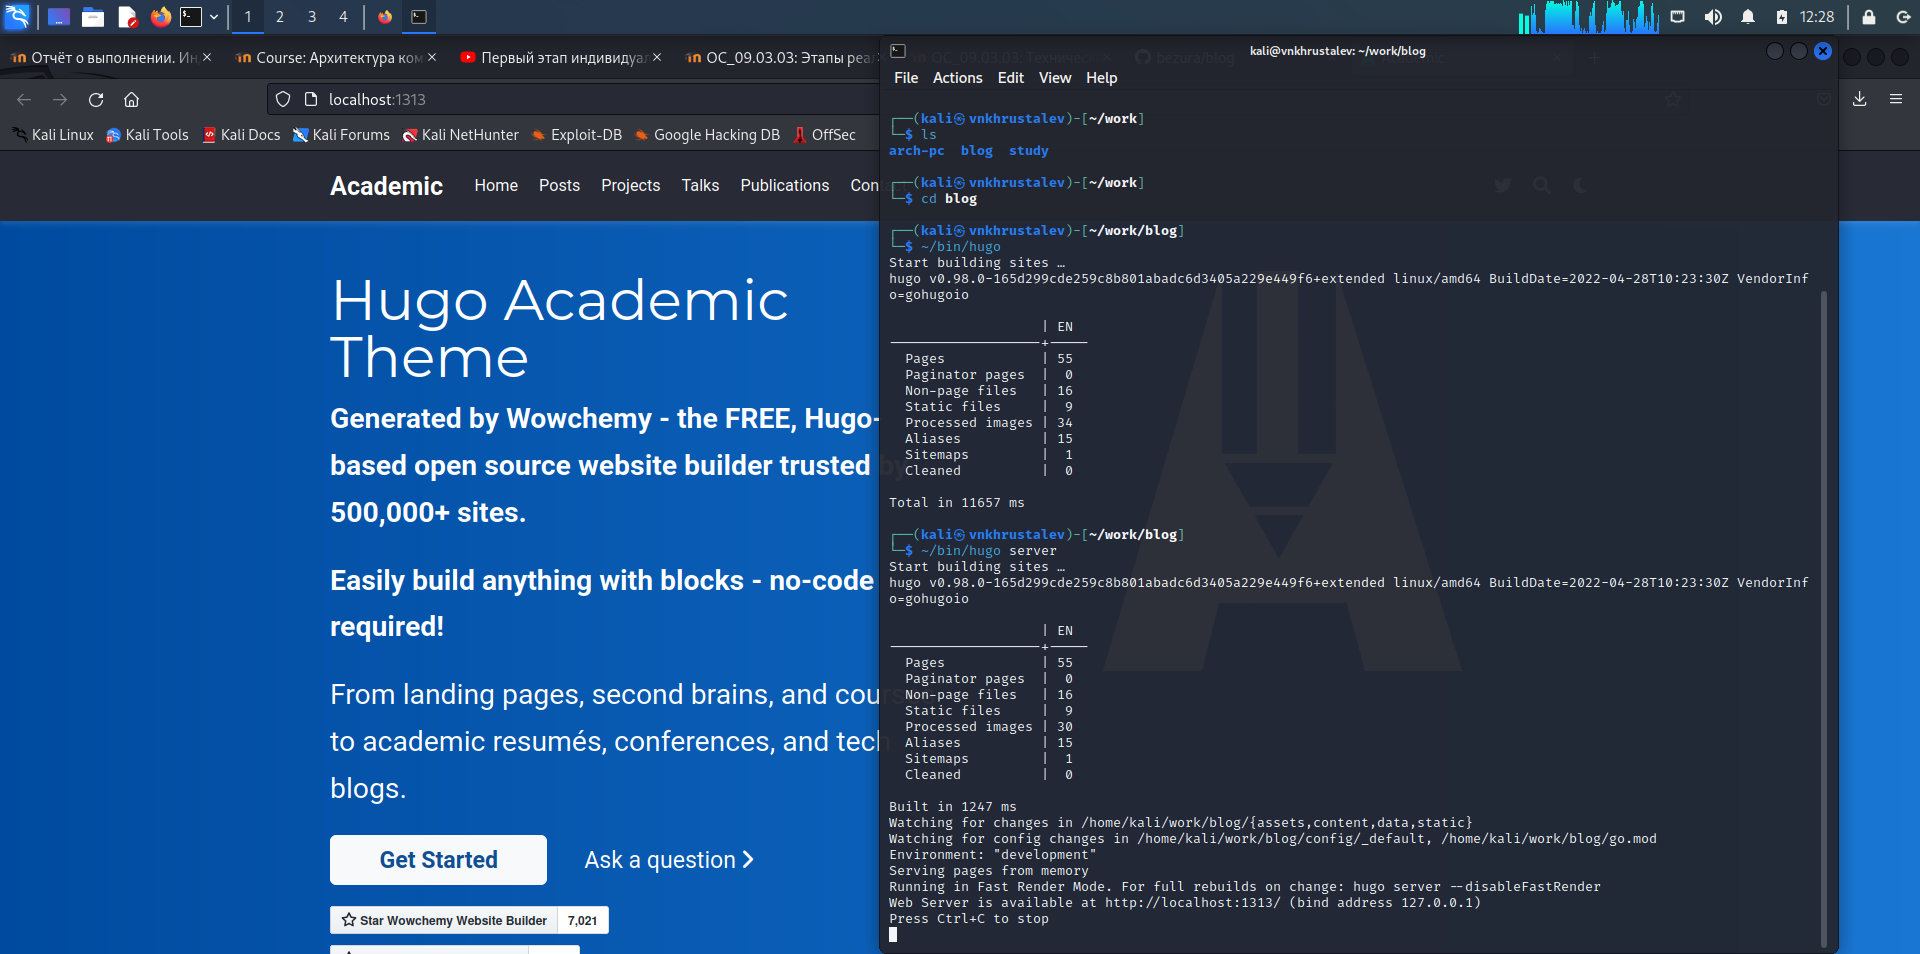 1 2 3 4
12:28
Отчёт о выполнении. Ин
Course: Архитектура ком
Первый этап индивидуал
ОС_09.03.03: Этапы реа
ОС_09.03.03: Техничес
bezura/blog
localhost:1313
Kali Linux Kali Tools Kali Docs Kali Forums Kali NetHunter Exploit-DB Google Hacking DB OffSec
Academic Home Posts Projects Talks Publications Con
Hugo Academic
Theme
Generated by Wowchemy - the FREE, Hugo-
based open source website builder trusted by
500,000+ sites.
Easily build anything with blocks - no-code
required!
From landing pages, second brains, and courses
to academic resumés, conferences, and tech
blogs.
Get Started Ask a question
Star Wowchemy Website Builder 7,021
kali@vnkhrustalev: ~/work/blog
File Actions Edit View Help
┌──(kali㉿vnkhrustalev)-[~/work]
└─$ ls
arch-pc blog study
┌──(kali㉿vnkhrustalev)-[~/work]
└─$ cd blog
┌──(kali㉿vnkhrustalev)-[~/work/blog]
└─$ ~/bin/hugo
Start building sites …
hugo v0.98.0-165d299cde259c8b801abadc6d3405a229e449f6+extended linux/amd64 BuildDate=2022-04-28T10:23:30Z VendorInf
o=gohugoio
| EN
───────────────────+─────
Pages | 55
Paginator pages | 0
Non-page files | 16
Static files | 9
Processed images | 34
Aliases | 15
Sitemaps | 1
Cleaned | 0
Total in 11657 ms
┌──(kali㉿vnkhrustalev)-[~/work/blog]
└─$ ~/bin/hugo server
Start building sites …
hugo v0.98.0-165d299cde259c8b801abadc6d3405a229e449f6+extended linux/amd64 BuildDate=2022-04-28T10:23:30Z VendorInf
o=gohugoio
| EN
───────────────────+─────
Pages | 55
Paginator pages | 0
Non-page files | 16
Static files | 9
Processed images | 30
Aliases | 15
Sitemaps | 1
Cleaned | 0
Built in 1247 ms
Watching for changes in /home/kali/work/blog/{assets,content,data,static}
Watching for config changes in /home/kali/work/blog/config/_default, /home/kali/work/blog/go.mod
Environment: "development"
Serving pages from memory
Running in Fast Render Mode. For full rebuilds on change: hugo server --disableFastRender
Web Server is available at http://localhost:1313/ (bind address 127.0.0.1)
Press Ctrl+C to stop